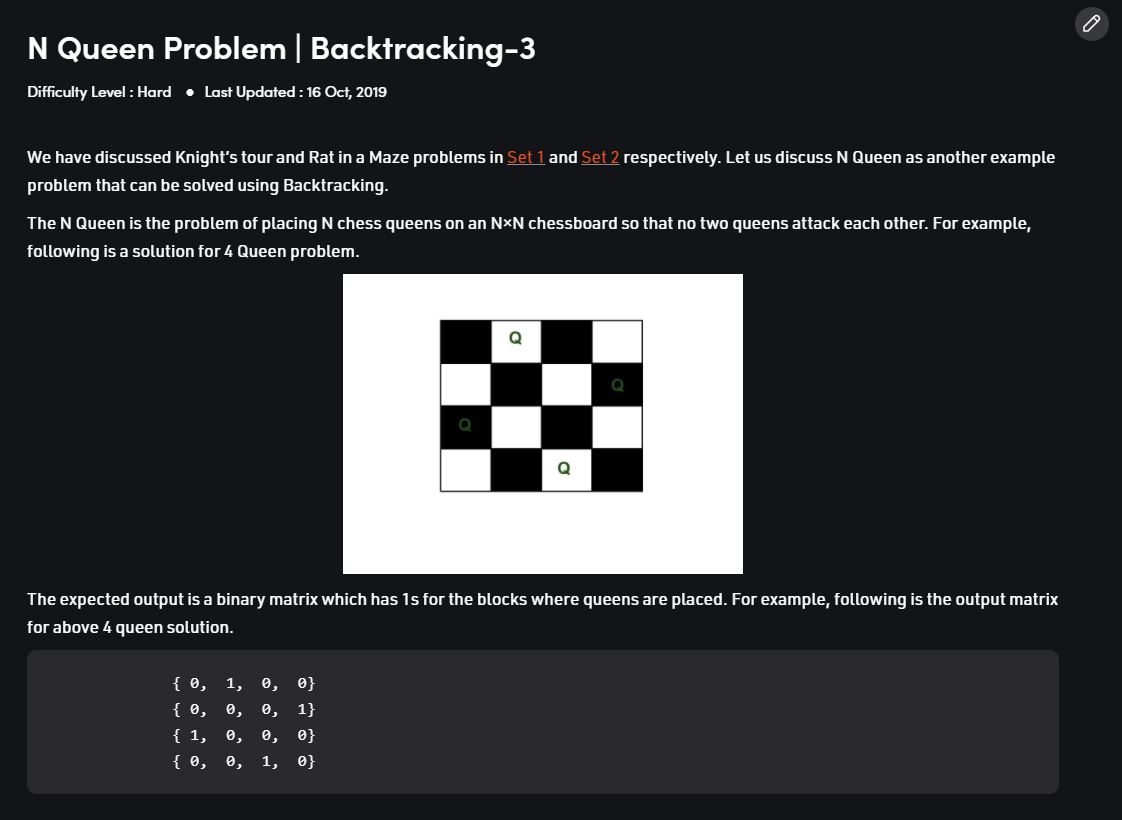 N Queen Problem | Backtracking-3
Difficulty Level : Hard ● Last Updated : 16 Oct, 2019
We have discussed Knight's tour and Rat in a Maze problems in Set 1 and Set 2 respectively. Let us discuss N Queen as another example
problem that can be solved using Backtracking.
The N Queen is the problem of placing N chess queens on an N×N chessboard so that no two queens attack each other. For example,
following is a solution for 4 Queen problem.
Q
Q
Q
Q
The expected output is a binary matrix which has 1s for the blocks where queens are placed. For example, following is the output matrix
for above 4 queen solution.
{ 0,  1,  0,  0}
{ 0,  0,  0,  1}
{ 1,  0,  0,  0}
{ 0,  0,  1,  0}